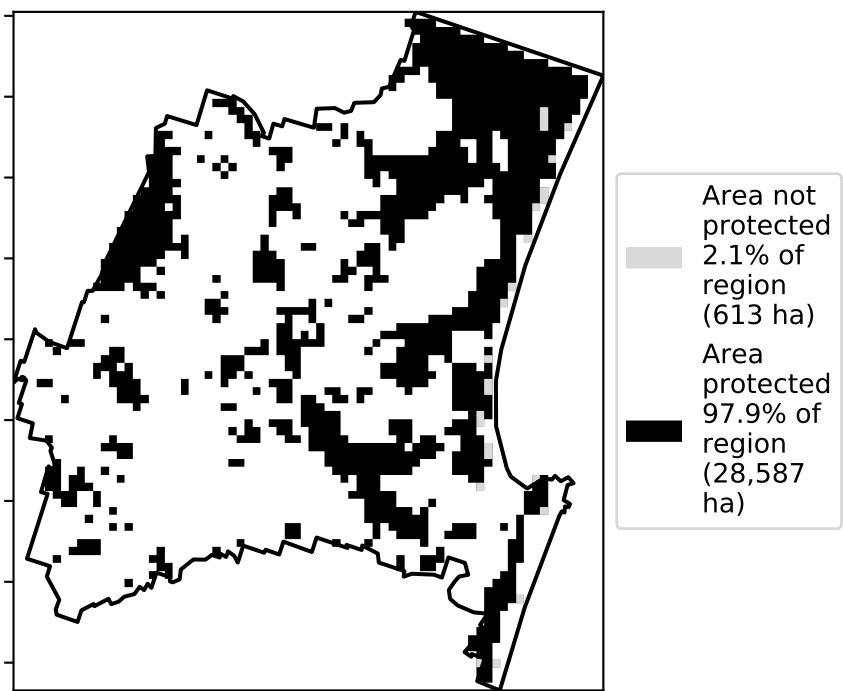 Area not
protected
2.1% of
region
(613 ha)
Area
protected
97.9% of
region
(28,587
ha)